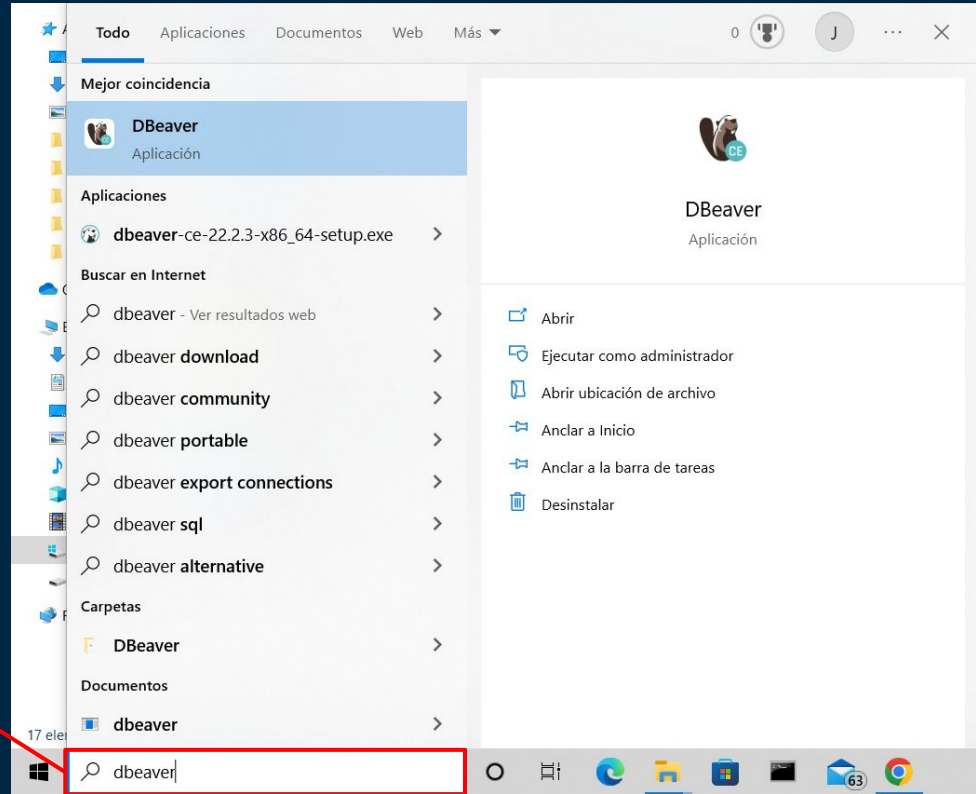 Todo Aplicaciones Documentos Web Más 0 J ...
Mejor coincidencia
DBeaver
Aplicación
Aplicaciones
dbeaver-ce-22.2.3-x86_64-setup.exe
Buscar en Internet
dbeaver - Ver resultados web
dbeaver download
dbeaver community
dbeaver portable
dbeaver export connections
dbeaver sql
dbeaver alternative
Carpetas
DBeaver
Documentos
dbeaver
CE
DBeaver
Aplicación
Abrir
Ejecutar como administrador
Abrir ubicación de archivo
Anclar a Inicio
Anclar a la barra de tareas
Desinstalar
17
dbeaver
63